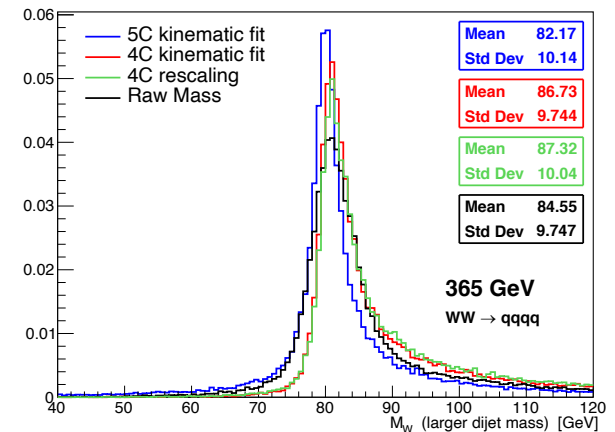 0.06
0.05
0.04
0.03
0.02
0.01
0
5C kinematic fit
4C kinematic fit
4C rescaling
Raw Mass
Mean 82.17
Std Dev 10.14
Mean 86.73
Std Dev 9.744
Mean 87.32
Std Dev 10.04
Mean 84.55
Std Dev 9.747
365 GeV
WW → qqqq
40 50 60 70 80 90 100 110 120
M_W (larger dijet mass) [GeV]